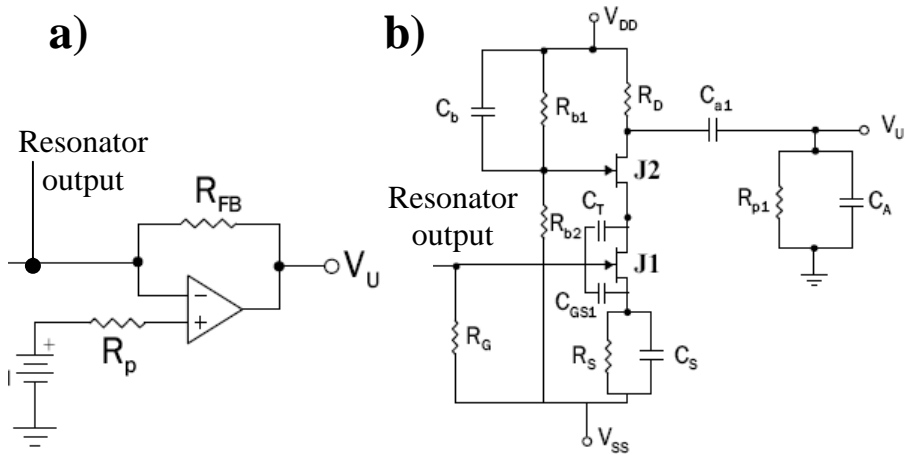 a)
Resonator
output
R_FB
V_U
R_p
+
−
+
b)
V_DD
C_b
R_b1
R_D
C_a1
V_U
J2
R_p1
C_A
Resonator
output
R_b2
C_T
J1
C_GS1
R_G
R_S
C_S
V_SS